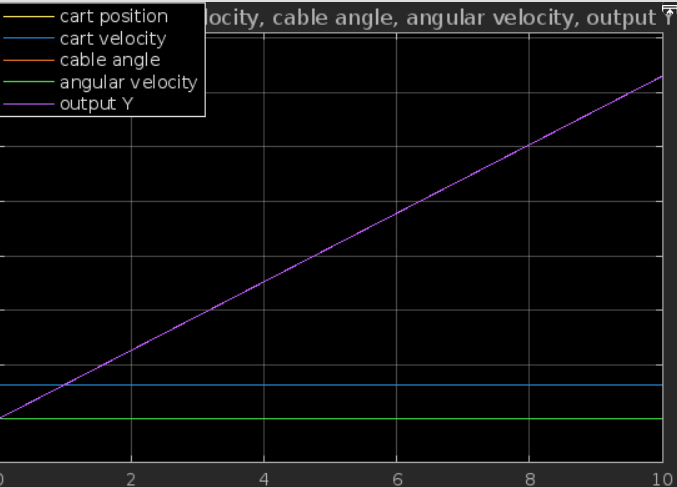 cart position
locity, cable angle, angular velocity, output
cart velocity
cable angle
angular velocity
output Y
0 2 4 6 8 10